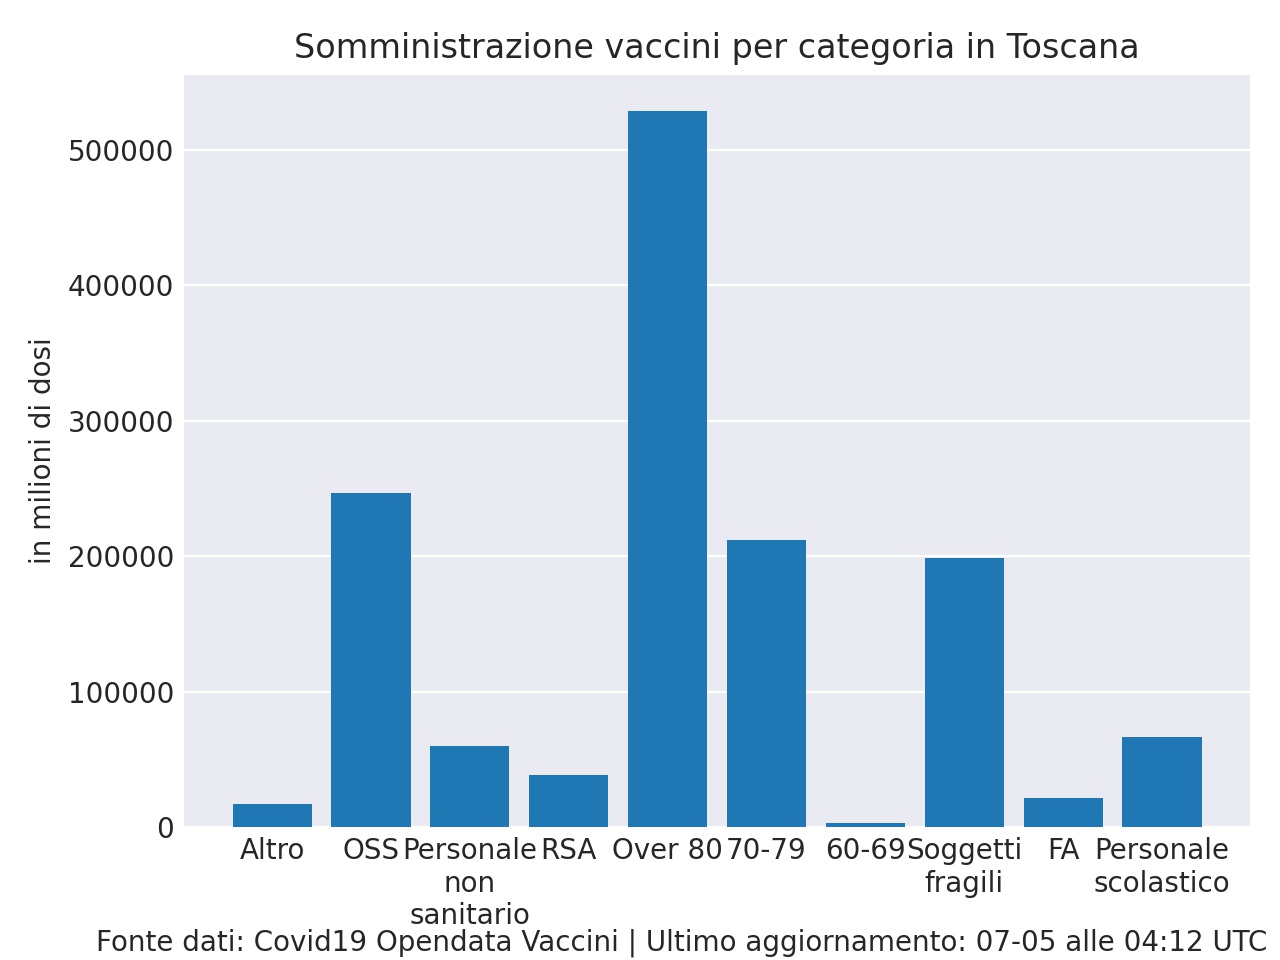 Somministrazione vaccini per categoria in Toscana
in milioni di dosi
500000
400000
300000
200000
100000
0
Altro
OSS
Personale
non
sanitario
RSA
Over 80
70-79
60-69
Soggetti
fragili
FA
Personale
scolastico
Fonte dati: Covid19 Opendata Vaccini | Ultimo aggiornamento: 07-05 alle 04:12 UTC